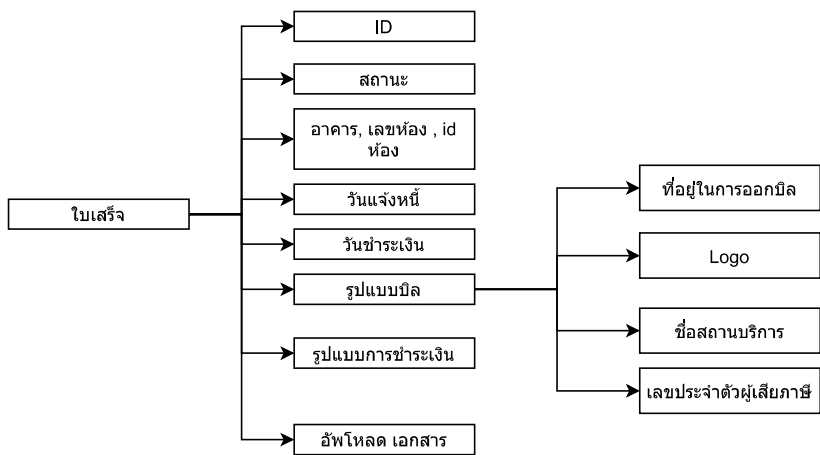 ใบเสร็จ
ID
สถานะ
อาคาร, เลขห้อง , id
ห้อง
วันแจ้งหนี้
วันชำระเงิน
รูปแบบบิล
รูปแบบการชำระเงิน
อัพโหลด เอกสาร
ที่อยู่ในการออกบิล
Logo
ชื่อสถานบริการ
เลขประจำตัวผู้เสียภาษี